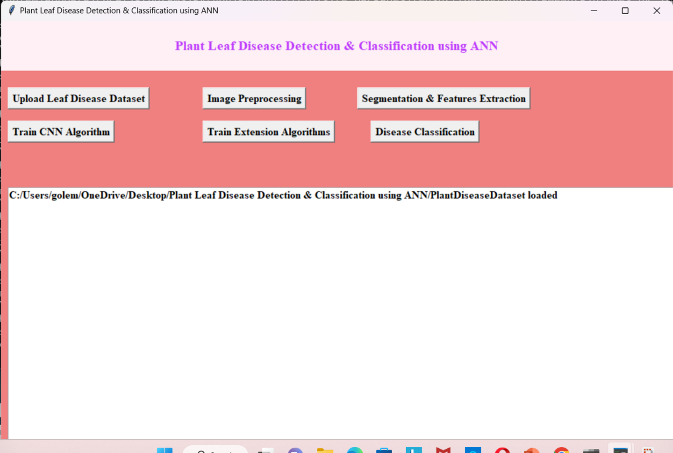 Plant Leaf Disease Detection & Classification using ANN
Plant Leaf Disease Detection & Classification using ANN
Upload Leaf Disease Dataset
Image Preprocessing
Segmentation & Features Extraction
Train CNN Algorithm
Train Extension Algorithms
Disease Classification
C:/Users/golem/OneDrive/Desktop/Plant Leaf Disease Detection & Classification using ANN/PlantDiseaseDataset loaded